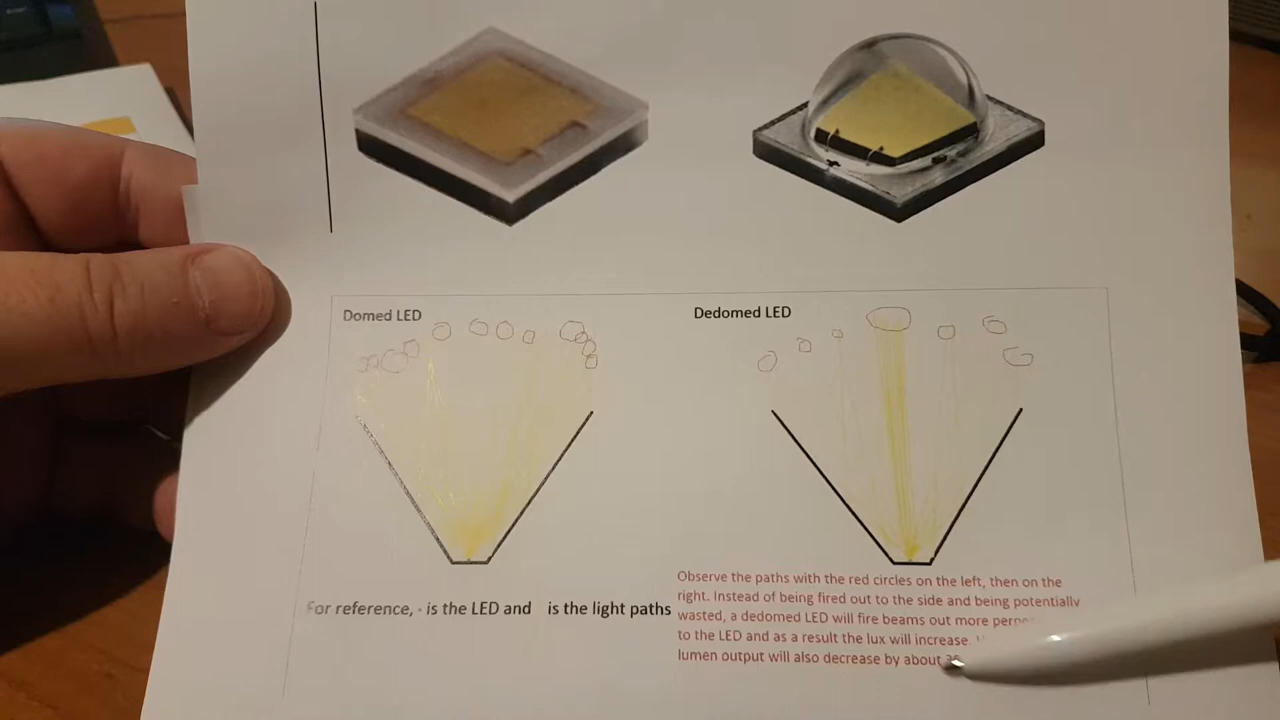 Domed LED
Dedomed LED
For reference, · is the LED and is the light paths
Observe the paths with the red circles on the left, then on the
right. Instead of being fired out to the side and being potentially
wasted, a dedomed LED will fire beams out more
to the LED and as a result the lux will increase.
lumen output will also decrease by about